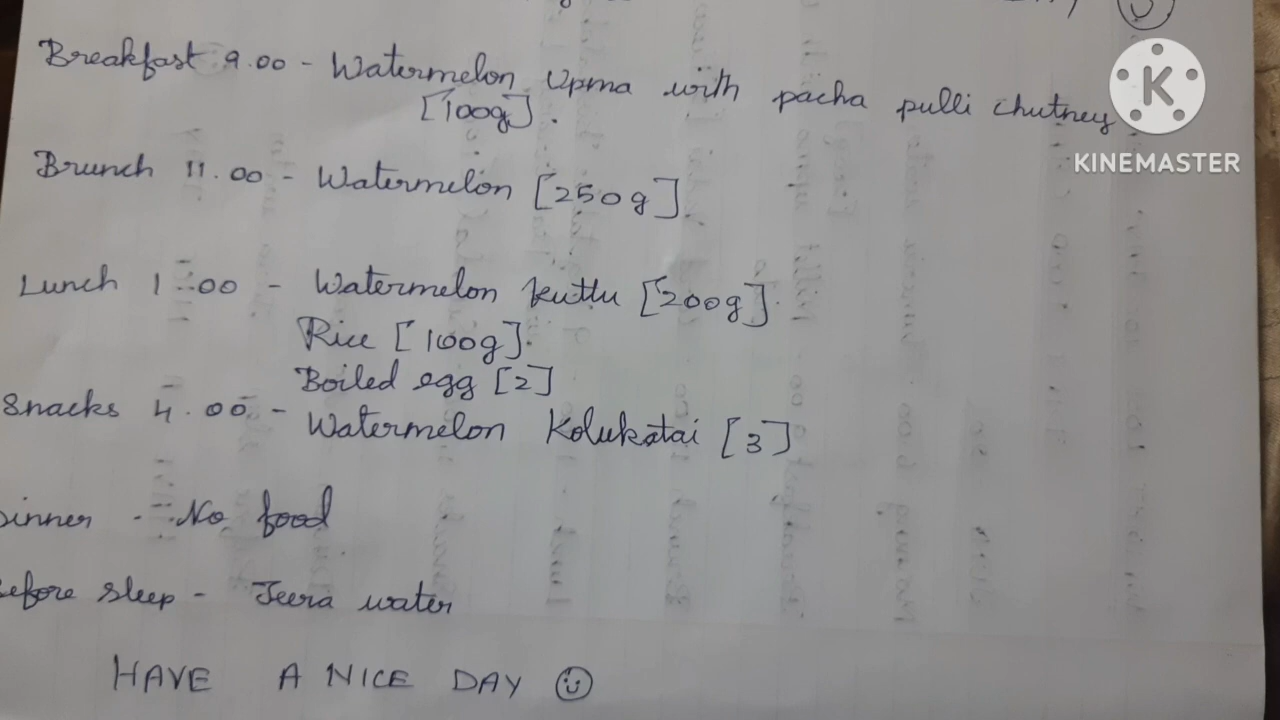 Breakfast 9.00 - Watermelon Upma with pacha pulli chutney
[100g].
Brunch 11.00 - Watermelon [250g].
Lunch 1.00 - Watermelon kuttu [200g].
Rice [100g].
Boiled egg [2]
Snacks 4.00 - Watermelon Kolukatai [3]
Dinner - No food
Before sleep - Jeera water
HAVE A NICE DAY ☺
K
KINEMASTER